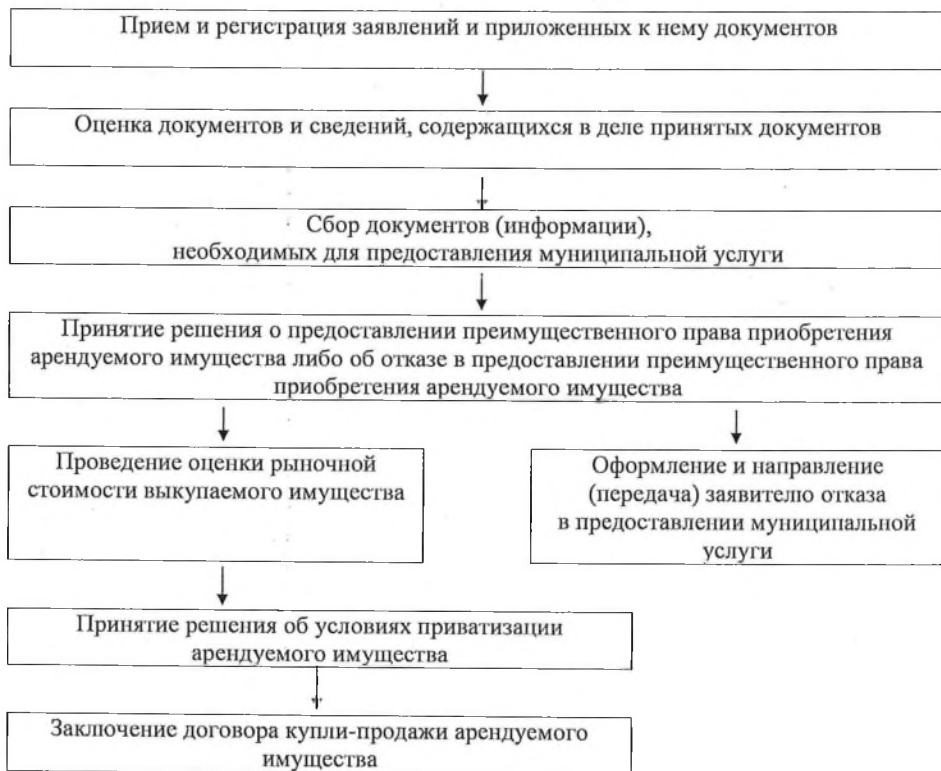 Прием и регистрация заявлений и приложенных к нему документов
Оценка документов и сведений, содержащихся в деле принятых документов
Сбор документов (информации),
необходимых для предоставления муниципальной услуги
Принятие решения о предоставлении преимущественного права приобретения
арендуемого имущества либо об отказе в предоставлении преимущественного права
приобретения арендуемого имущества
Проведение оценки рыночной
стоимости выкупаемого имущества
Оформление и направление
(передача) заявителю отказа
в предоставлении муниципальной
услуги
Принятие решения об условиях приватизации
арендуемого имущества
Заключение договора купли-продажи арендуемого
имущества